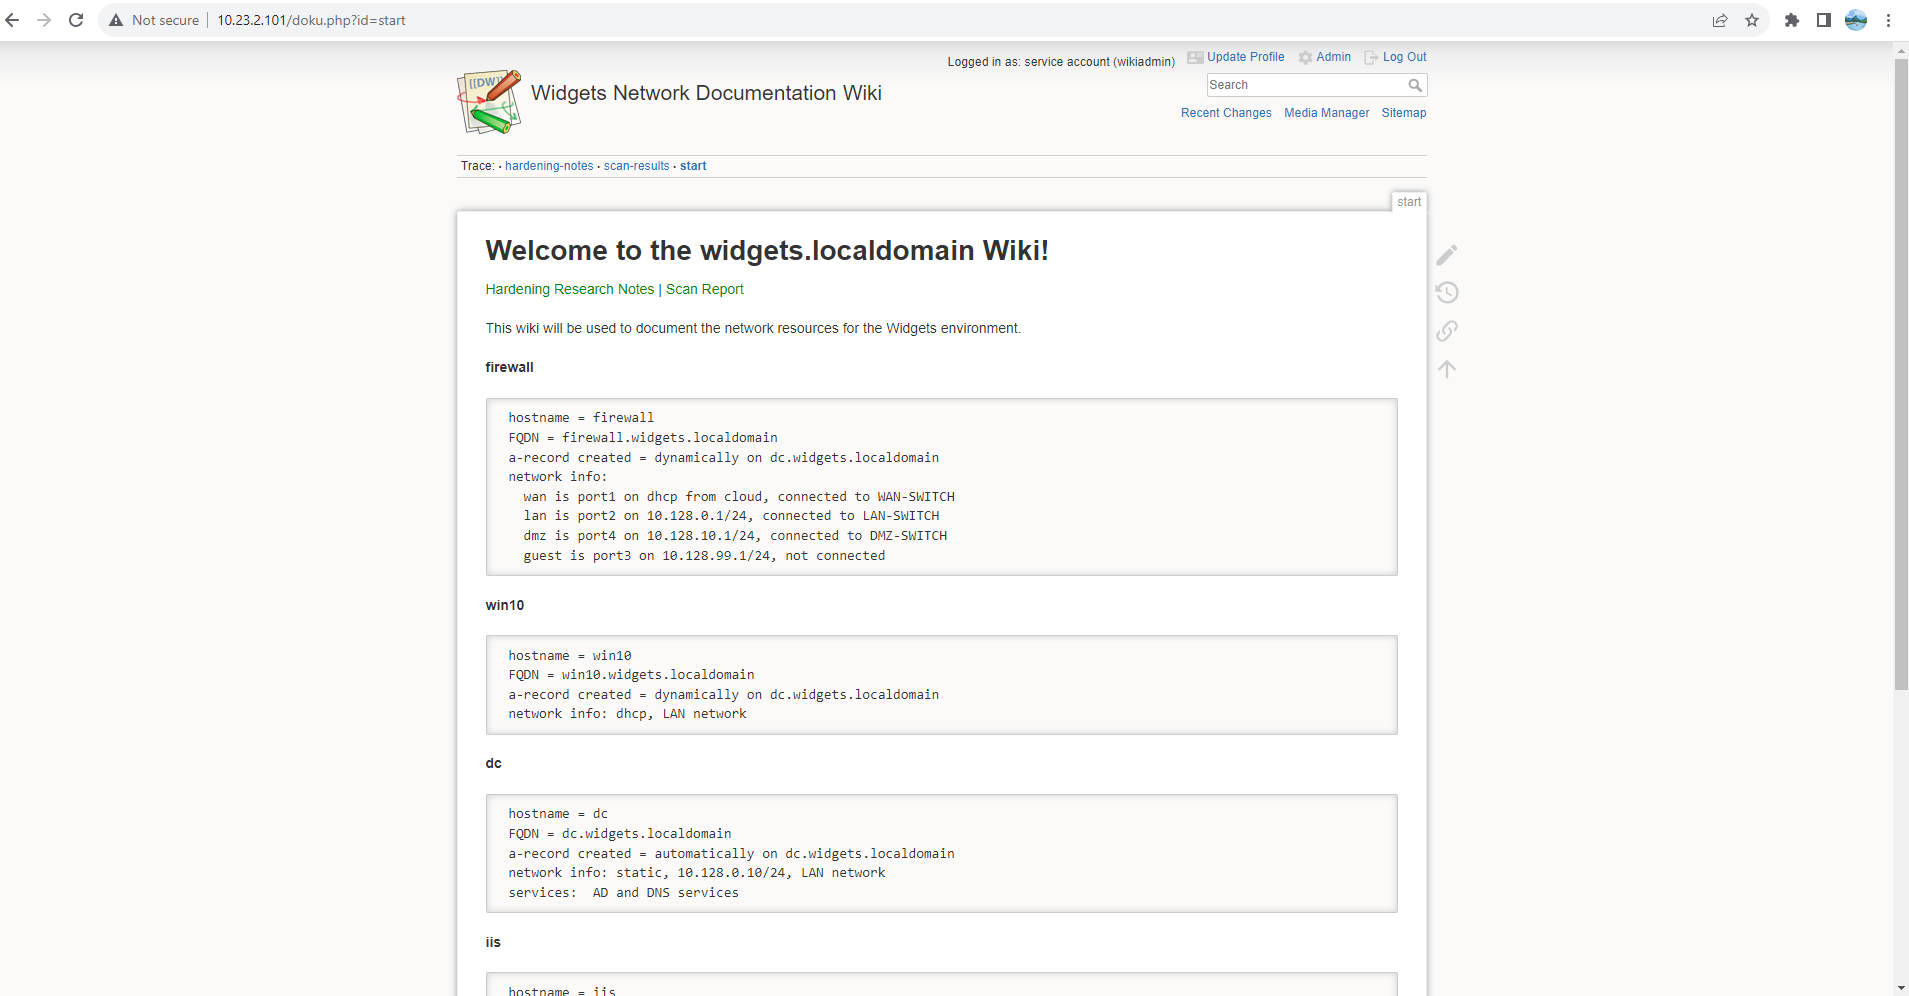 Not secure | 10.23.2.101/doku.php?id=start
Logged in as: service account (wikiadmin) Update Profile Admin Log Out
[[DW]]
Widgets Network Documentation Wiki
Search
Recent Changes Media Manager Sitemap
Trace: • hardening-notes • scan-results • start
start
Welcome to the widgets.localdomain Wiki!
Hardening Research Notes | Scan Report
This wiki will be used to document the network resources for the Widgets environment.
firewall
hostname = firewall
FQDN = firewall.widgets.localdomain
a-record created = dynamically on dc.widgets.localdomain
network info:
wan is port1 on dhcp from cloud, connected to WAN-SWITCH
lan is port2 on 10.128.0.1/24, connected to LAN-SWITCH
dmz is port4 on 10.128.10.1/24, connected to DMZ-SWITCH
guest is port3 on 10.128.99.1/24, not connected
win10
hostname = win10
FQDN = win10.widgets.localdomain
a-record created = dynamically on dc.widgets.localdomain
network info: dhcp, LAN network
dc
hostname = dc
FQDN = dc.widgets.localdomain
a-record created = automatically on dc.widgets.localdomain
network info: static, 10.128.0.10/24, LAN network
services:  AD and DNS services
iis
hostname = iis